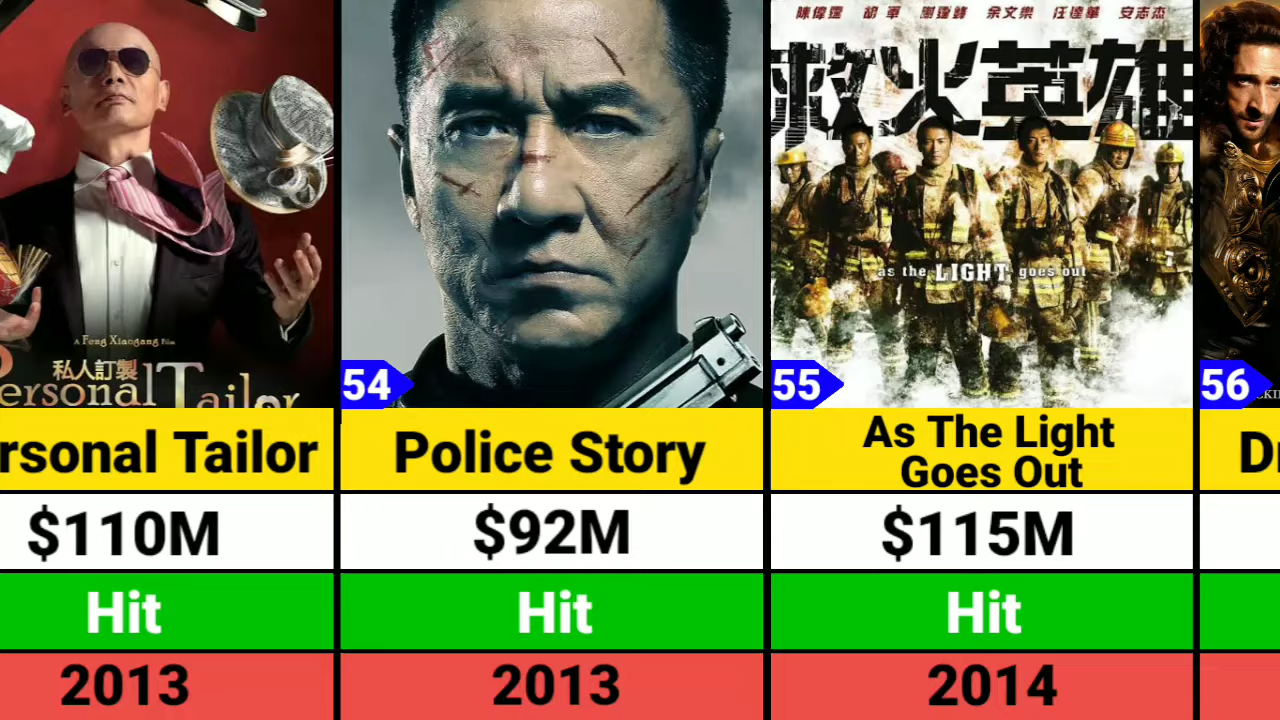 A Feng Xiaogang Film
私人訂製
Personal Tailor
rsonal Tailor
$110M
Hit
2013
54
Police Story
$92M
Hit
2013
陳偉霆 胡軍 謝霆鋒 余文樂 任達華 安志杰
救火英雄
as the LIGHT goes out
55
As The Light
Goes Out
$115M
Hit
2014
56